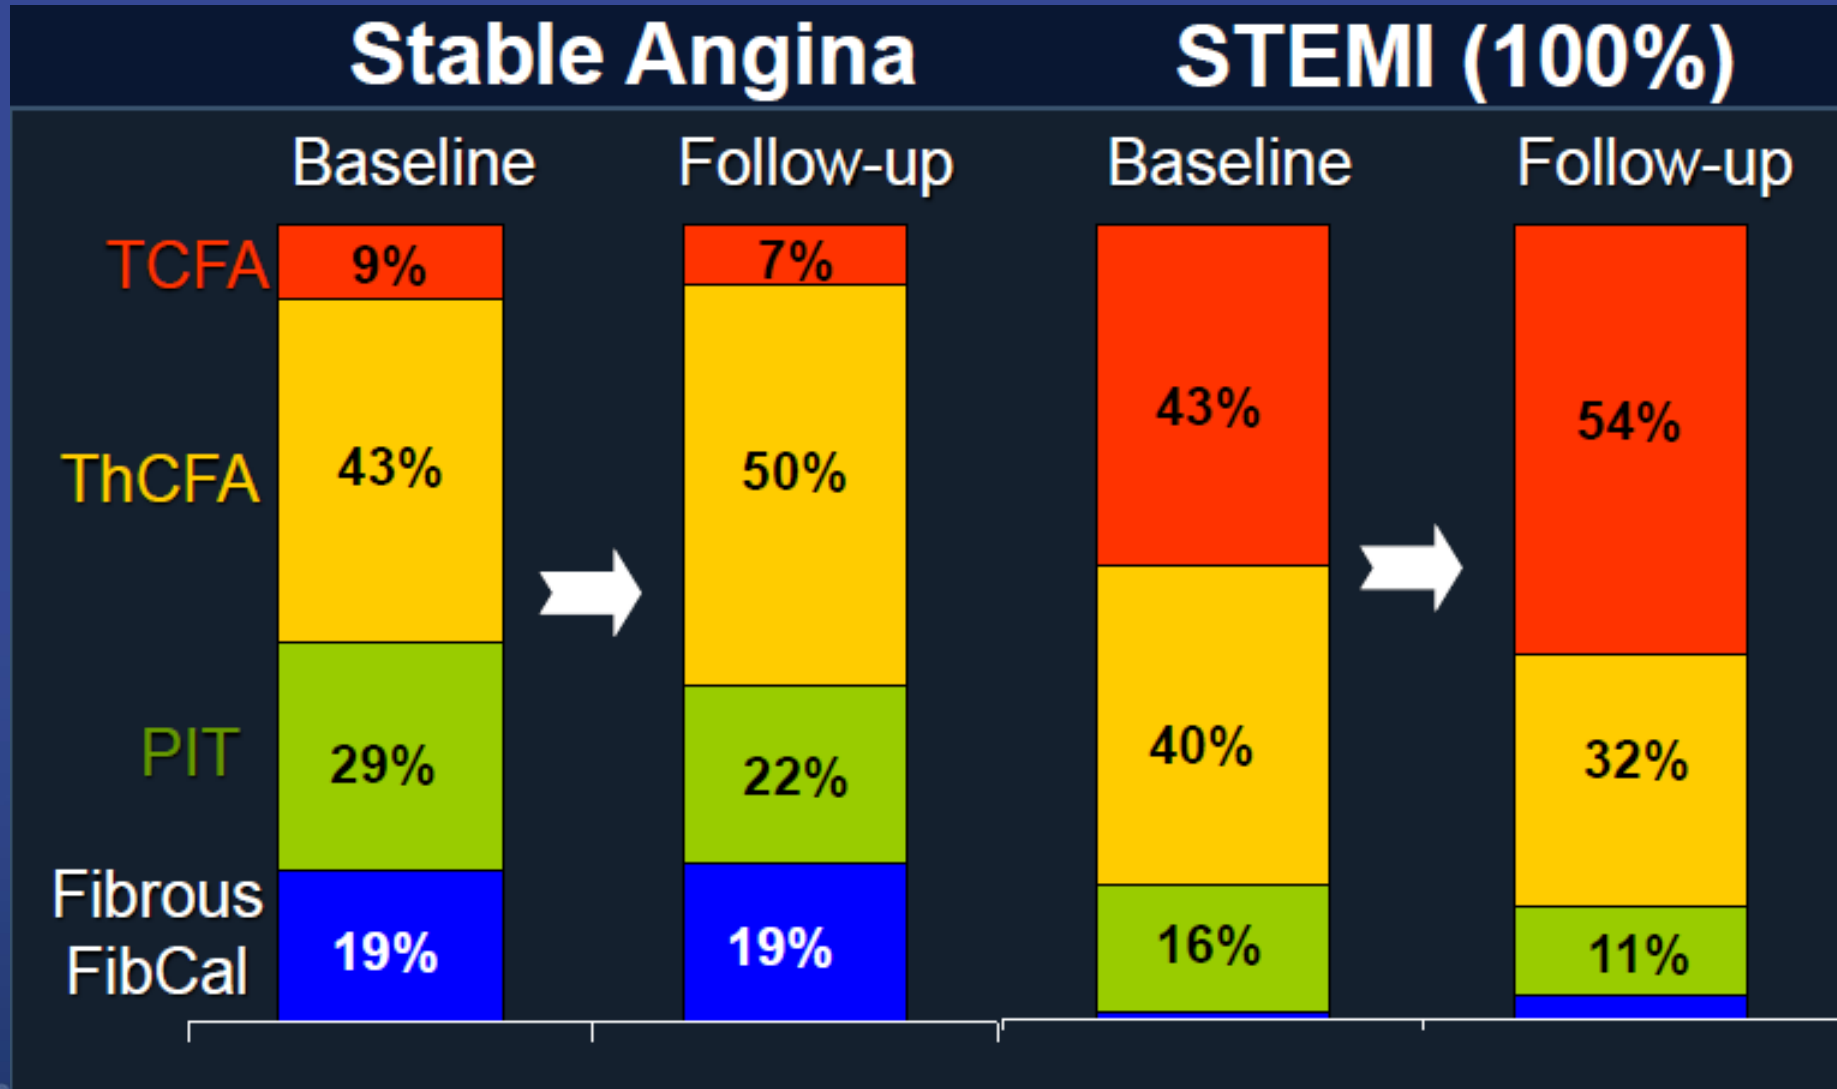 Stable Angina STEMI (100%)
Baseline Follow-up Baseline Follow-up
TCFA 9% 7% 43% 54%
ThCFA 43% 50% 40% 32%
PIT 29% 22% 16% 11%
Fibrous
FibCal 19% 19%